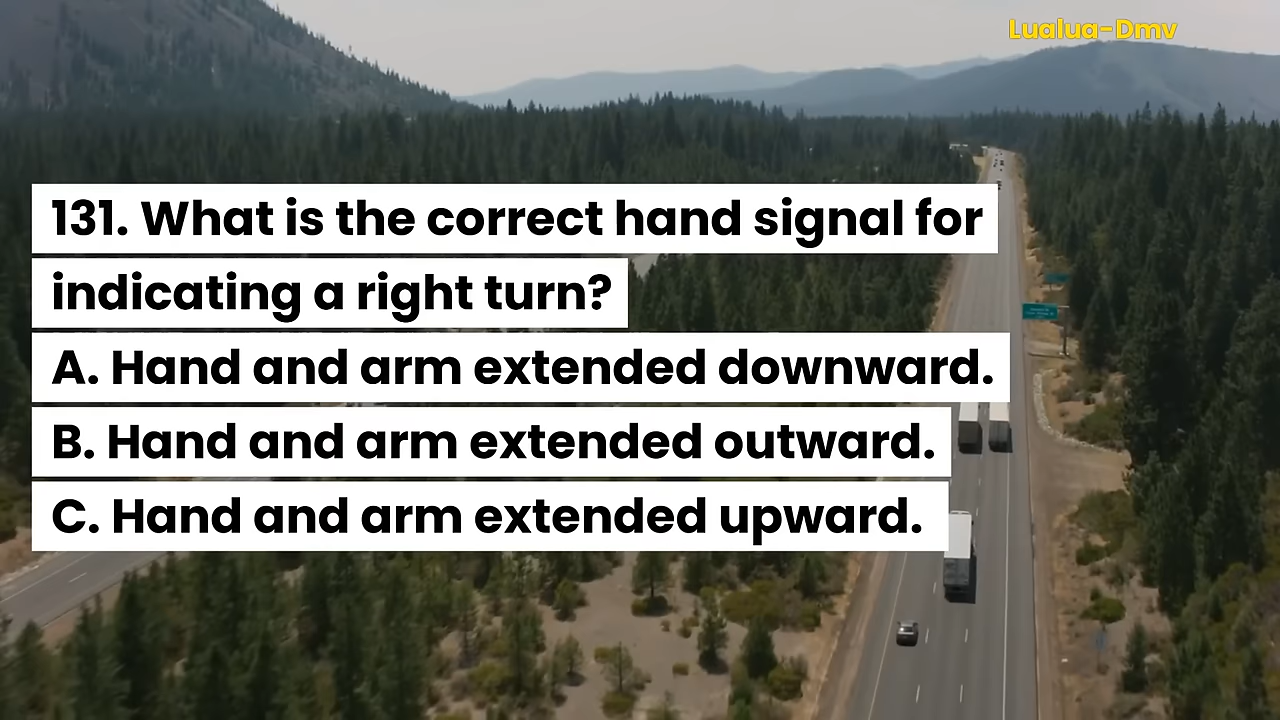 Lualua-Dmv
131. What is the correct hand signal for
indicating a right turn?
A. Hand and arm extended downward.
B. Hand and arm extended outward.
C. Hand and arm extended upward.